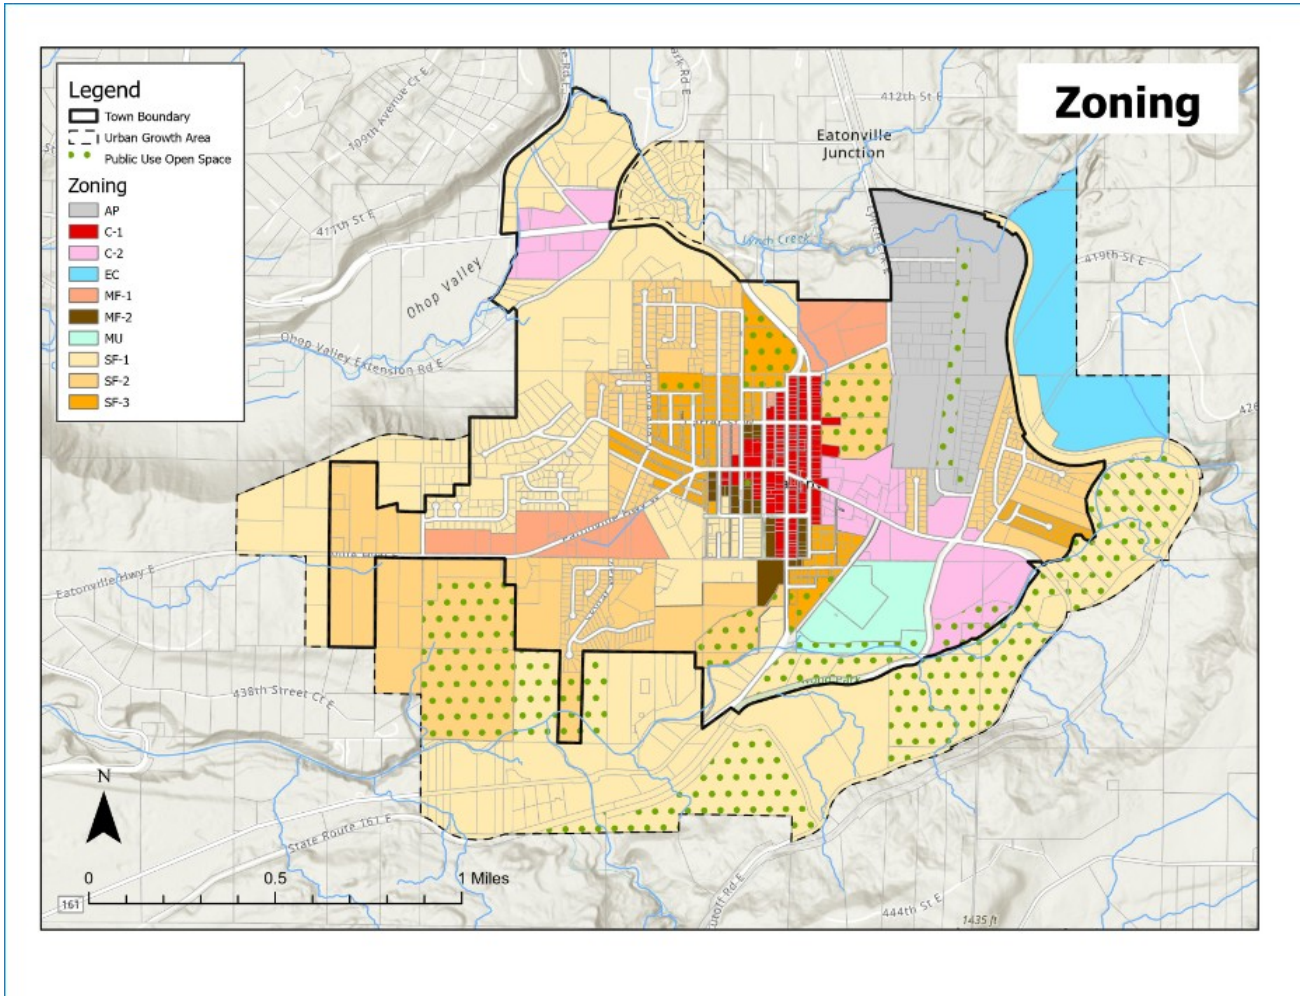 Zoning
Legend
Town Boundary
Urban Growth Area
Public Use Open Space
Zoning
AP
C-1
C-2
EC
MF-1
MF-2
MU
SF-1
SF-2
SF-3
109th Avenue Ct E
412th St E
Eatonville
Junction
417th St E
Lynch Creek
419th St E
Ohop Valley
Ohop Valley Extension Rd E
Eatonville Hwy E
438th Street Ct E
State Route 161 E
N
0 0.5 1 Miles
161
444th St E
1435 ft